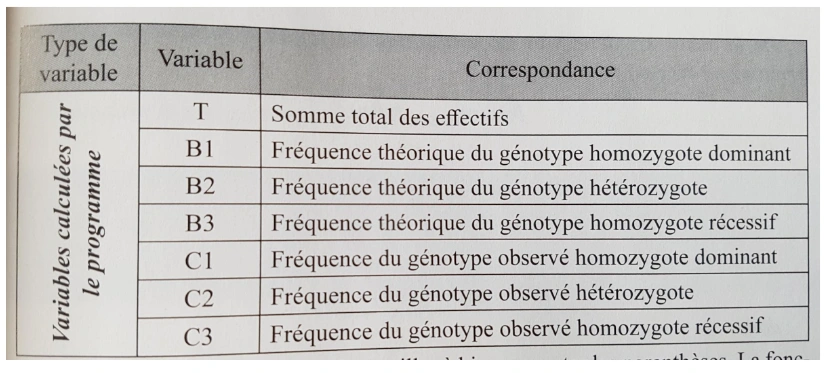 Type de variable Variable Correspondance
Variables calculées par le programme
T Somme total des effectifs
B1 Fréquence théorique du génotype homozygote dominant
B2 Fréquence théorique du génotype hétérozygote
B3 Fréquence théorique du génotype homozygote récessif
C1 Fréquence du génotype observé homozygote dominant
C2 Fréquence du génotype observé hétérozygote
C3 Fréquence du génotype observé homozygote récessif